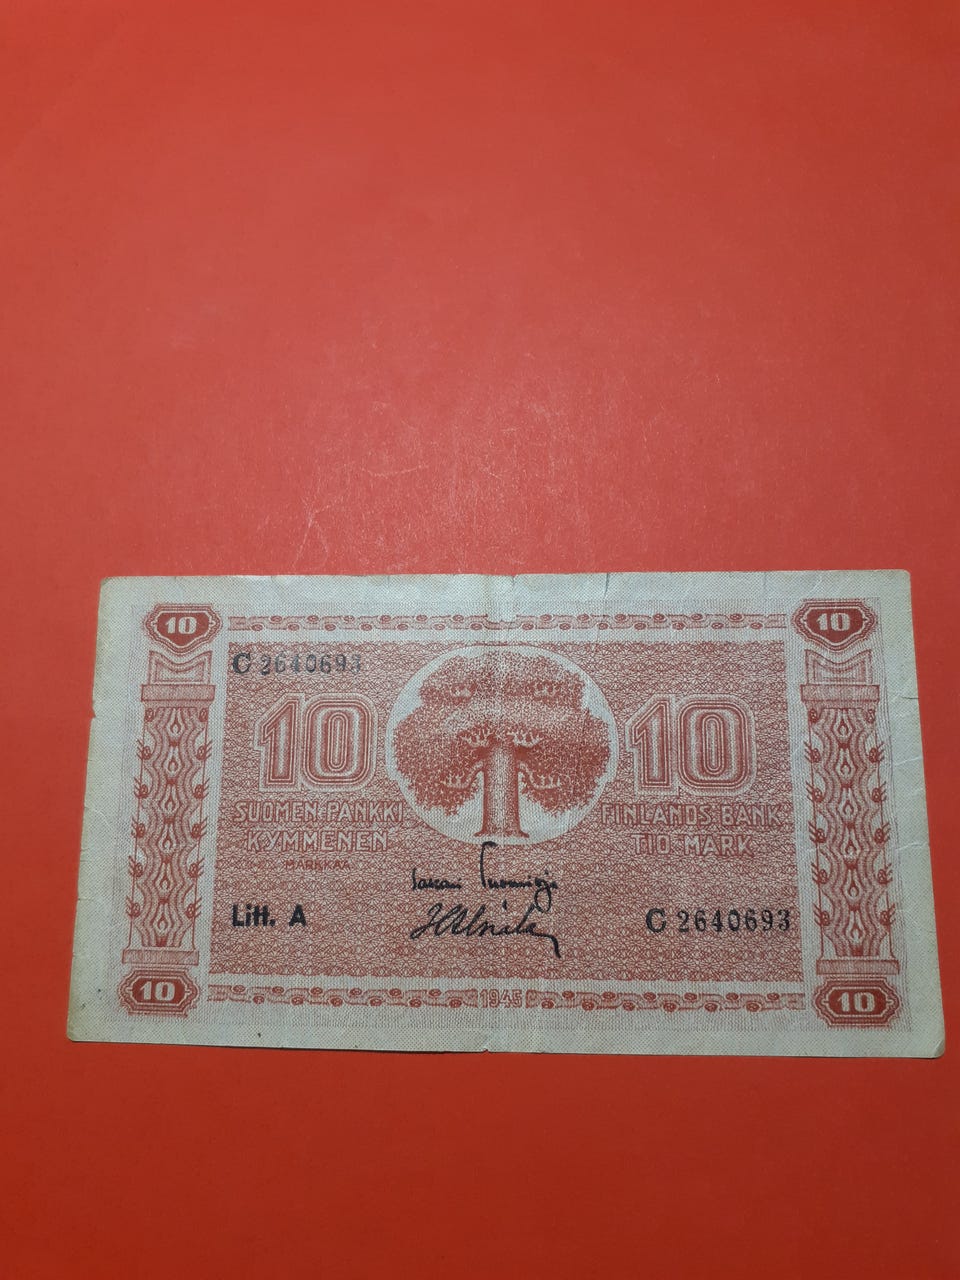 10 10
C 2640693
10 10
SUOMEN PANKKI FINLANDS BANK
KYMMENEN TIO MARK
MARKKAA
Litt. A C 2640693
10 1945 10